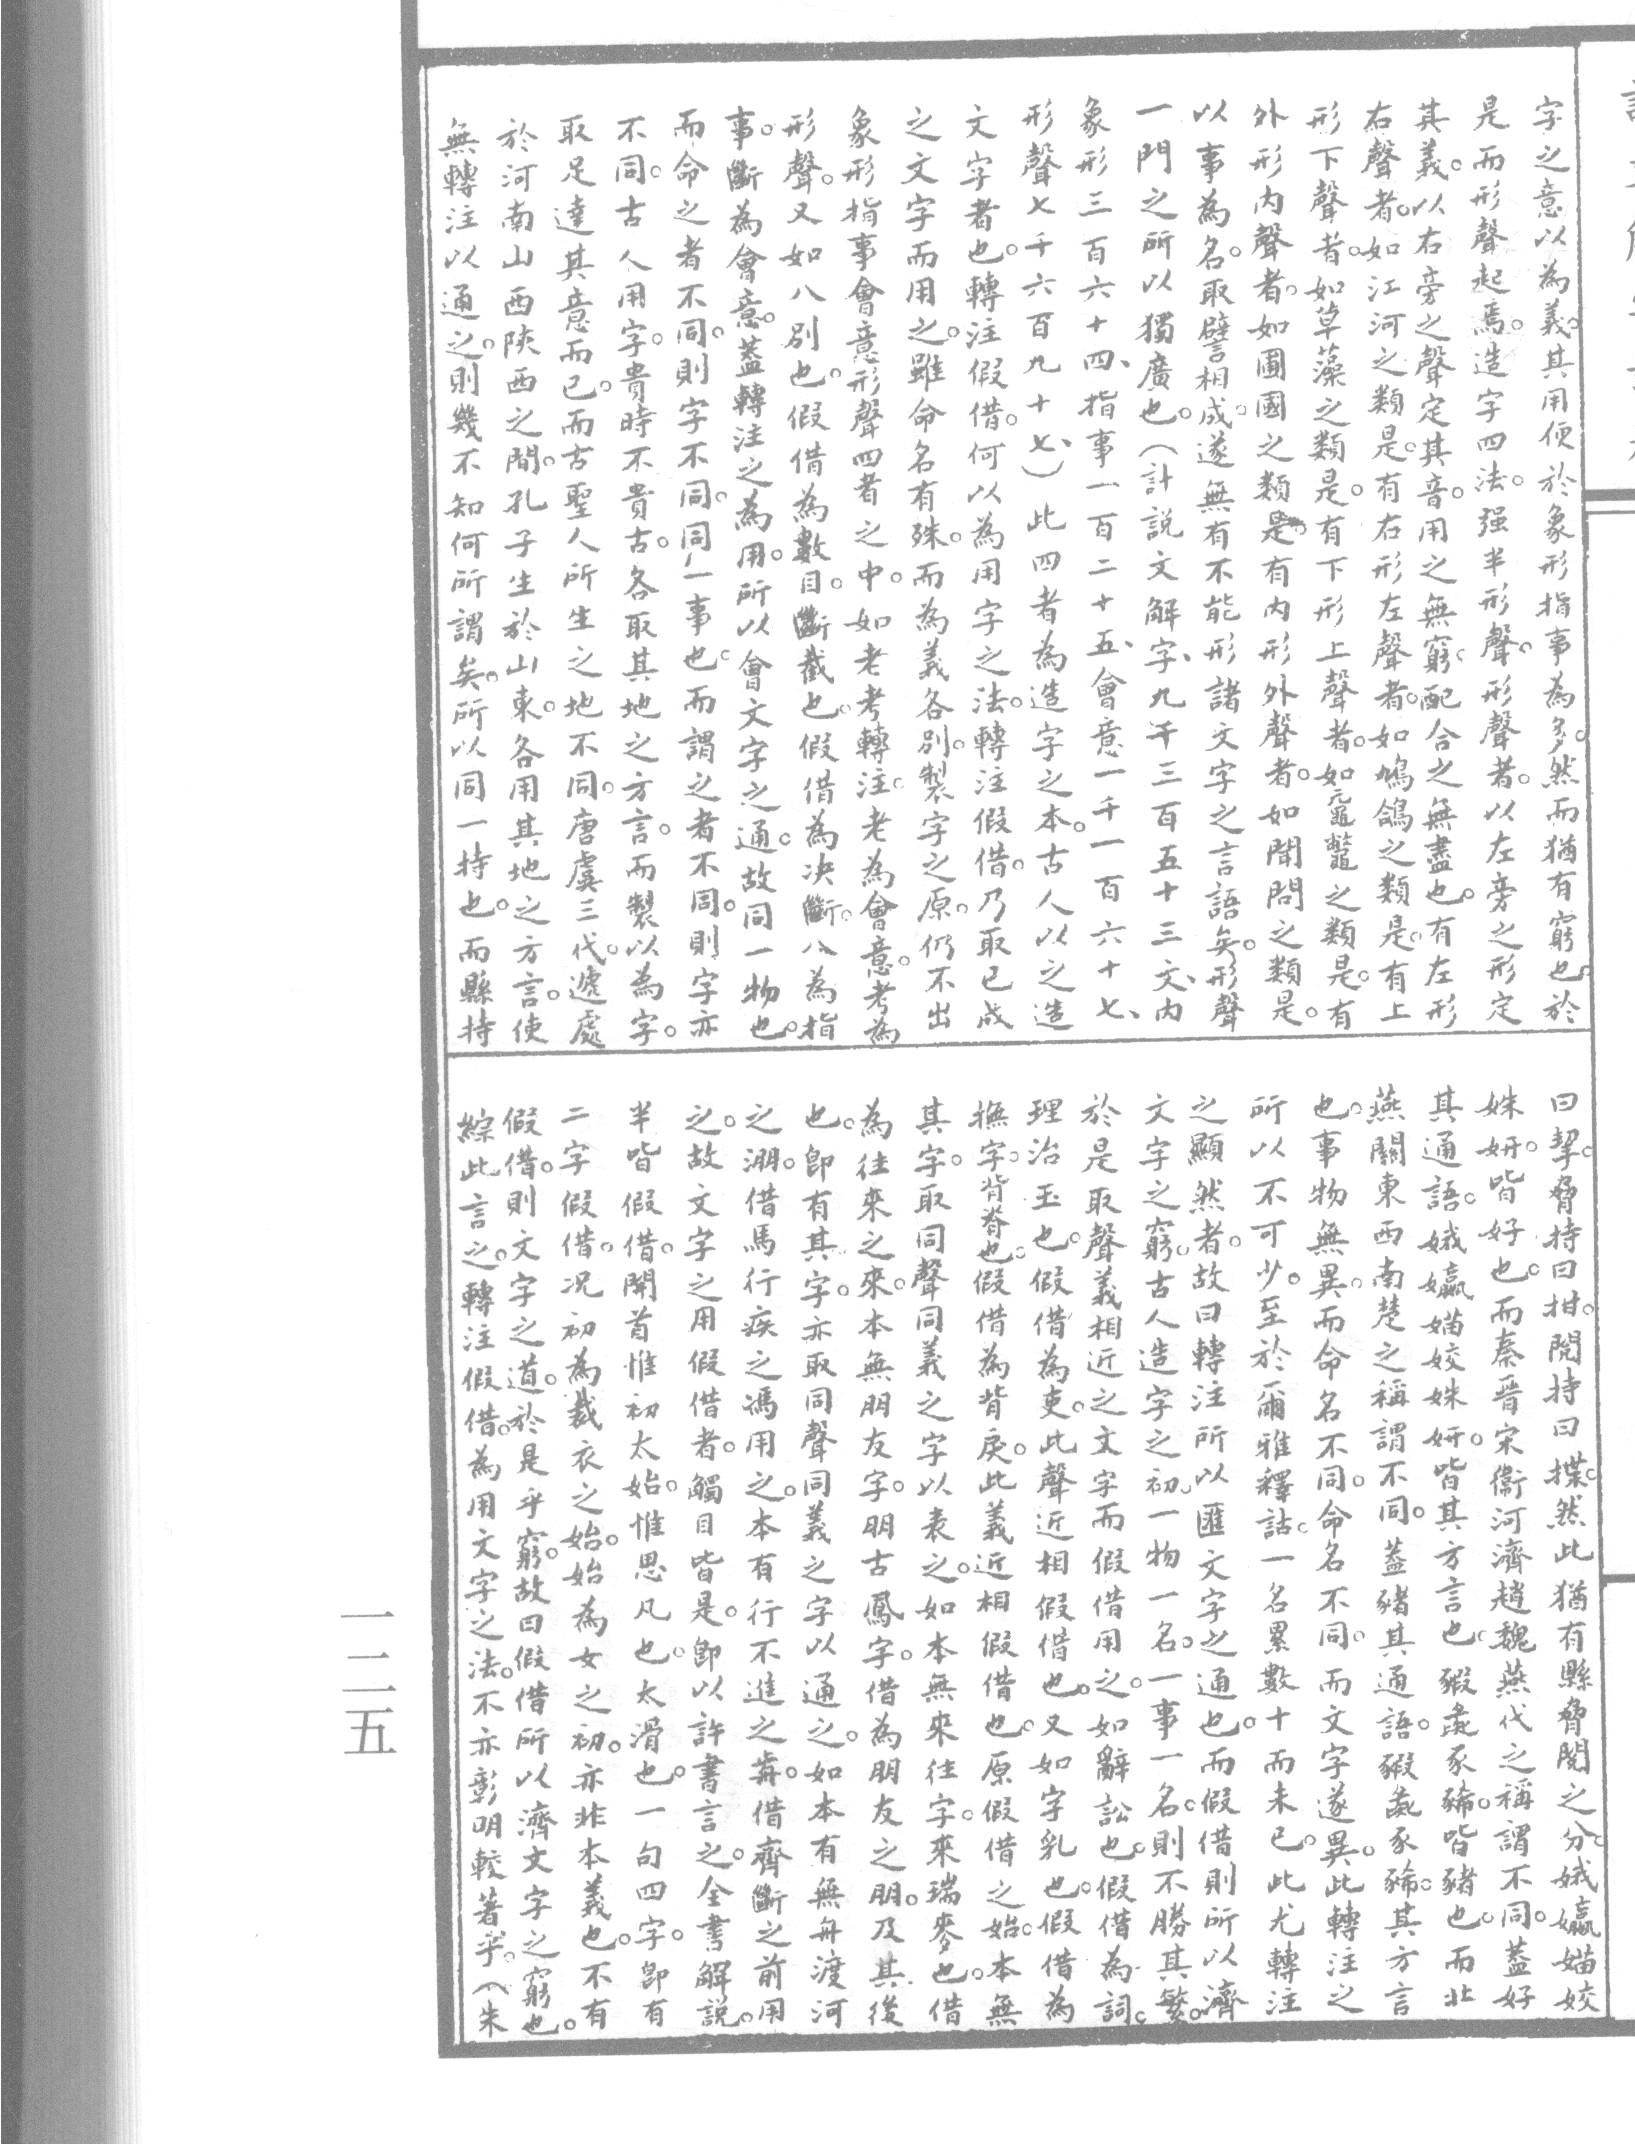 字之意以為義。其用便於象形指事為多。然而猶有窮也。於
是而形聲起焉。造字四法。强半形聲。形聲者。以左旁之形定
其義。以右旁之聲定其音。用之無窮。配合之無盡也。有左形
右聲者。如江河之類是。有右形左聲者。如鳩鴿之類是。有上
形下聲者。如草藻之類是。有下形上聲者。如黿鼈之類是。有
外形内聲者。如圃國之類是。有内形外聲者。如聞問之類是。
以事為名。取譬相成。遂無有不能形諸文字之言語矣。形聲
一門之所以獨廣也。（計説文解字、九千三百五十三文、内
象形三百六十四、指事一百二十五、會意一千一百六十七、
形聲七千六百九十七、）此四者為造字之本。古人以之造
文字者也。轉注假借。何以為用字之法。轉注假借。乃取已成
之文字而用之。雖命名有殊。而為義各別。製字之原。仍不出
象形指事會意形聲四者之中。如老考轉注。老為會意。考為
形聲。又如八別也。假借為數目。斷截也。假借為决斷。八為指
事。斷為會意。蓋轉注之為用。所以會文字之通。故同一物也。
而命之者不同。則字不同。同一事也。而謂之者不同。則字亦
不同。古人用字。貴時不貴古。各取其地之方言。而製以為字。
取足達其意而已。而古聖人所生之地不同。唐虞三代。遞處
於河南山西陝西之間。孔子生於山東。各用其地之方言。使
無轉注以通之。則幾不知何所謂矣。所以同一持也。而縣持
曰挈。脅持曰拑。閱持曰揲。然此猶有縣脅閱之分。娥嬴媌姣
姝妍。皆好也。而秦晉宋衞河濟趙魏燕代之稱謂不同。蓋好
其通語。娥嬴媌姣姝妍。皆其方言也。豭彘豕豨。皆豬也。而北
燕關東西南楚之稱謂不同。蓋豬其通語。豭彘豕豨。其方言
也。事物無異。而命名不同。命名不同。而文字遂異。此轉注之
所以不可少。至於爾雅釋詁。一名累數十而未已。此尤轉注
之顯然者。故曰轉注所以匯文字之通也。而假借則所以濟
文字之窮。古人造字之初。一物一名。一事一名。則不勝其繁。
於是取聲義相近之文字而假借用之。如辭訟也。假借為詞。
理治玉也。假借為吏。此聲近相假借也。又如字乳也。假借為
撫字。背脊也。假借為背戾。此義近相假借也。原假借之始。本無
其字。取同聲同義之字以表之。如本無來往字。來瑞麥也。借
為往來之來。本無朋友字。朋古鳳字。借為朋友之朋。及其後
也。卽有其字。亦取同聲同義之字以通之。如本有無舟渡河
之淜。借馬行疾之馮用之。本有行不進之歬。借齊斷之前用
之。故文字之用假借者。觸目皆是。卽以許書言之。全書解説。
半皆假借。開首惟初太始。惟思凡也。太滑也。一句四字。卽有
二字假借。况初為裁衣之始。始為女之初。亦非本義也。不有
假借。則文字之道。於是乎窮。故曰假借所以濟文字之窮也。
綜此言之。轉注假借。為用文字之法。不亦彰明較著乎。（朱
一二五